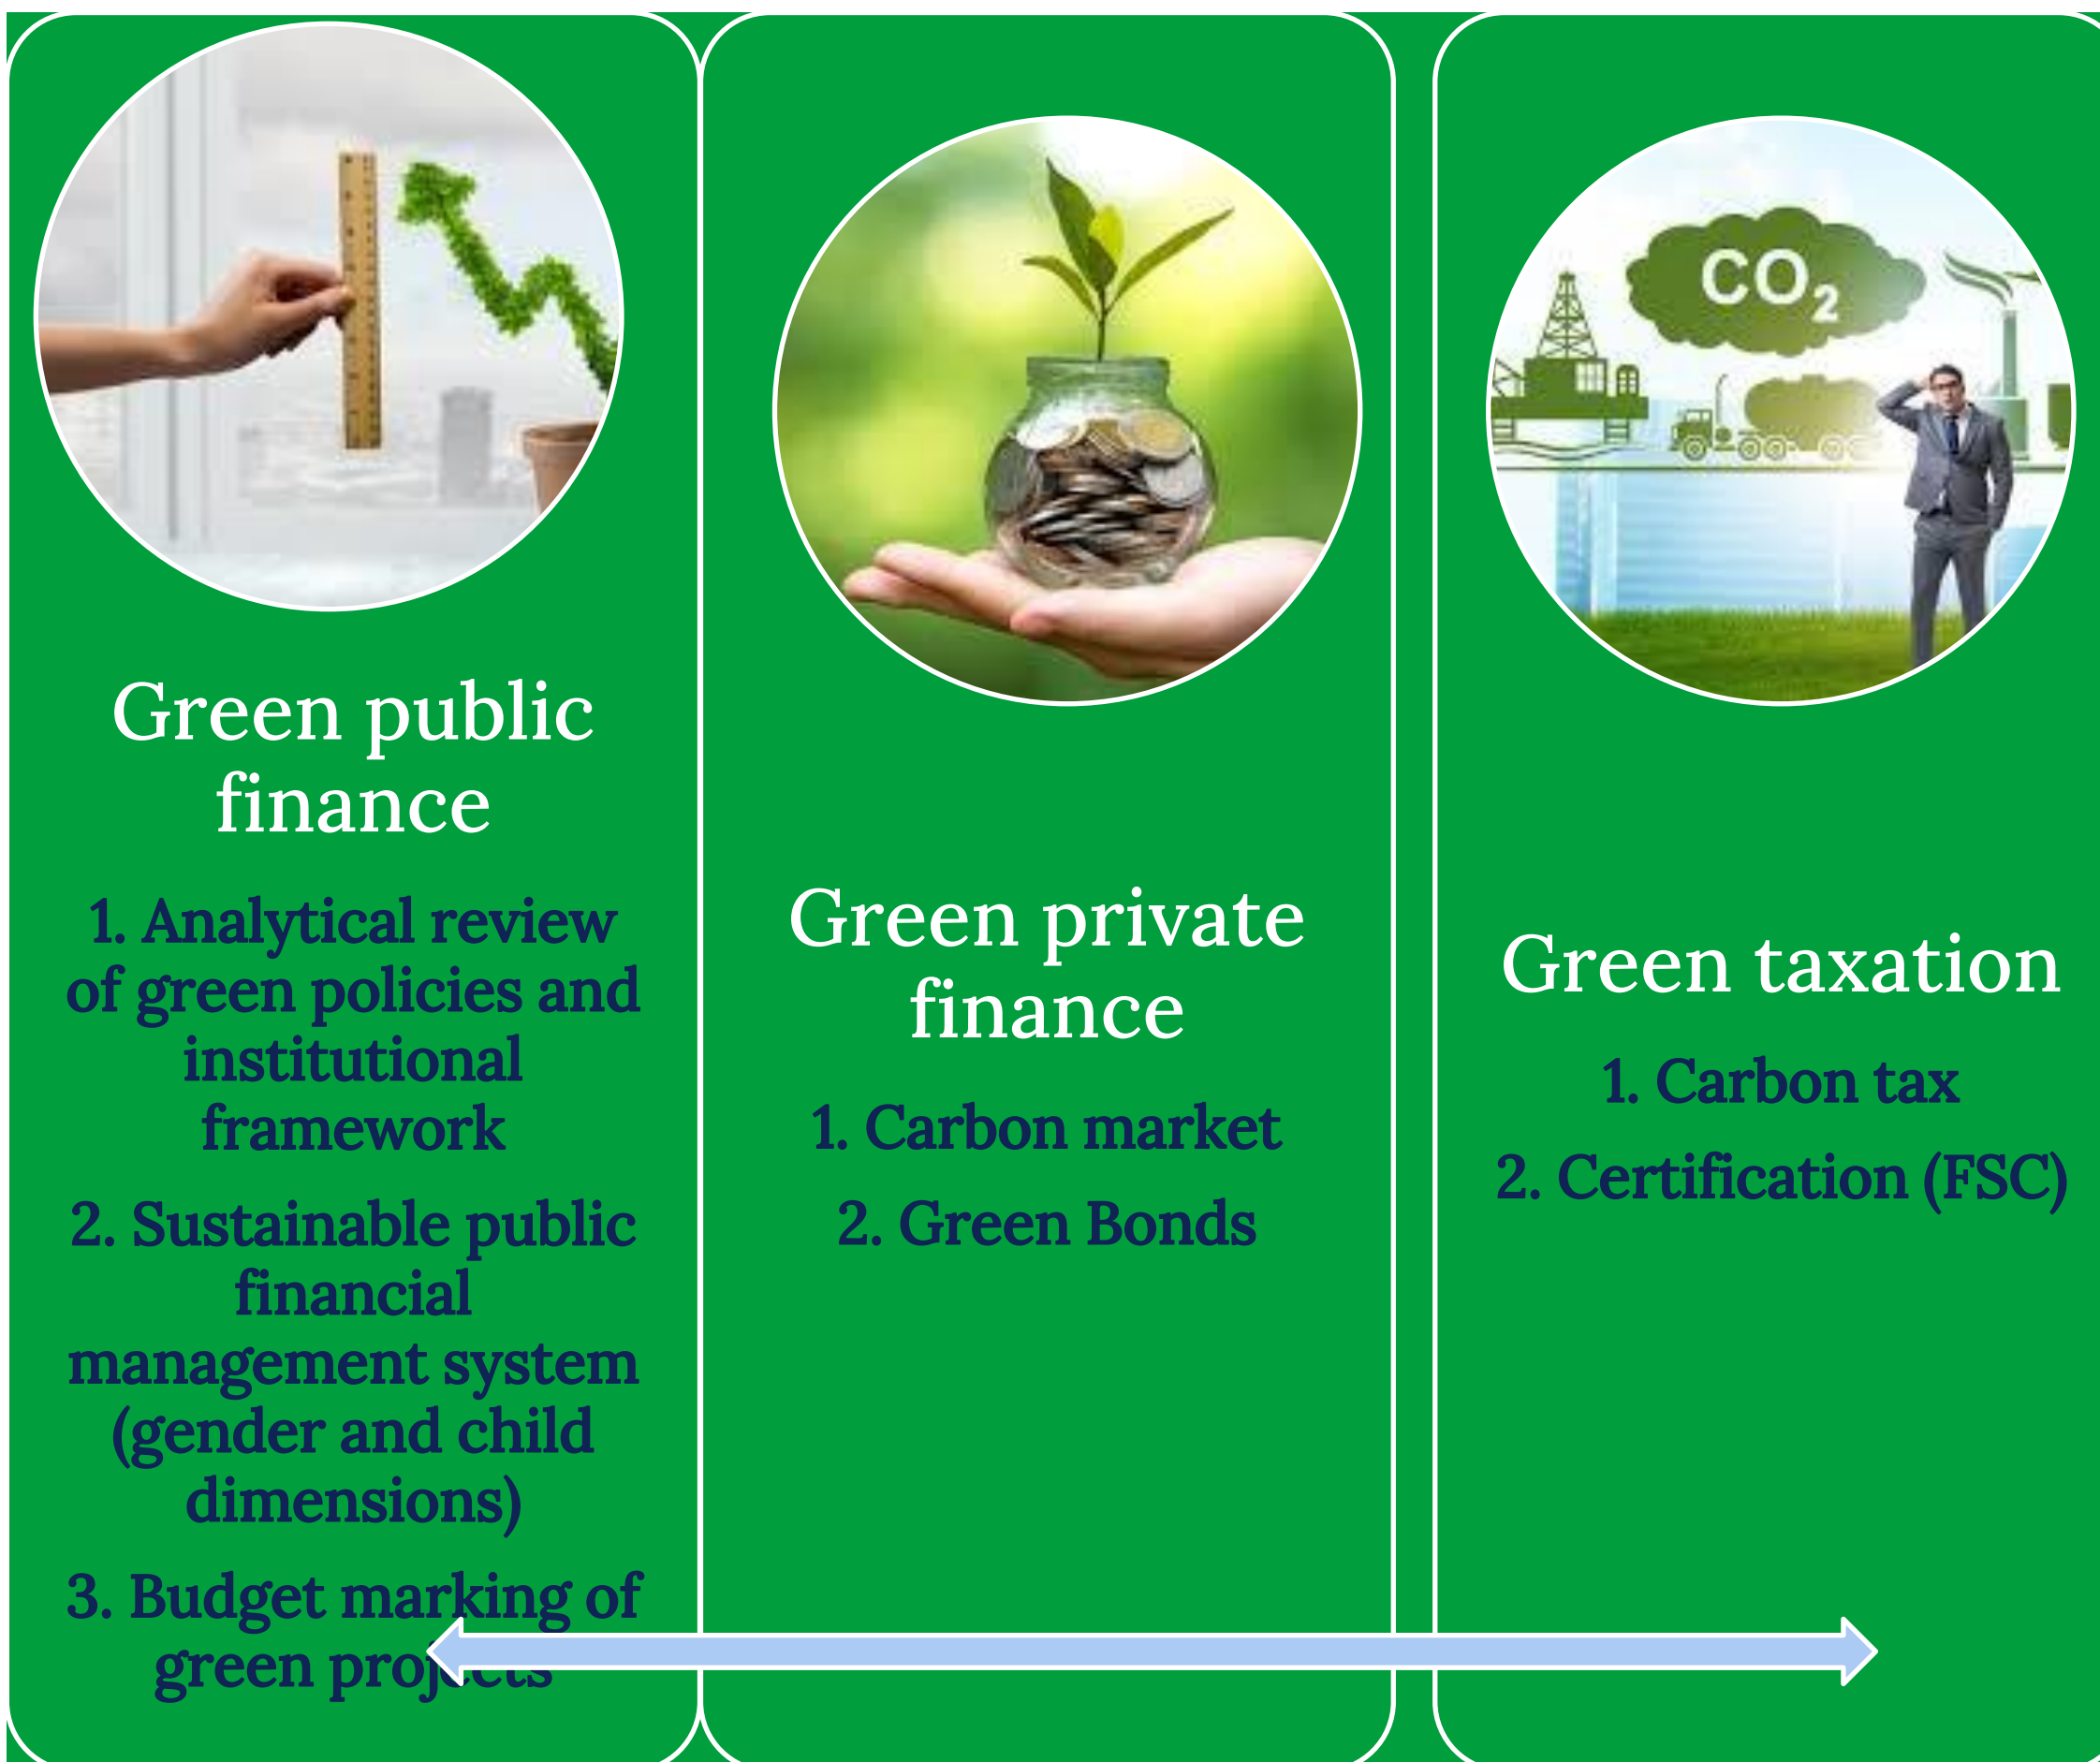 CO₂
Green public
finance
1. Analytical review
of green policies and
institutional
framework
2. Sustainable public
financial
management system
(gender and child
dimensions)
3. Budget marking of
green projects
Green private
finance
1. Carbon market
2. Green Bonds
Green taxation
1. Carbon tax
2. Certification (FSC)